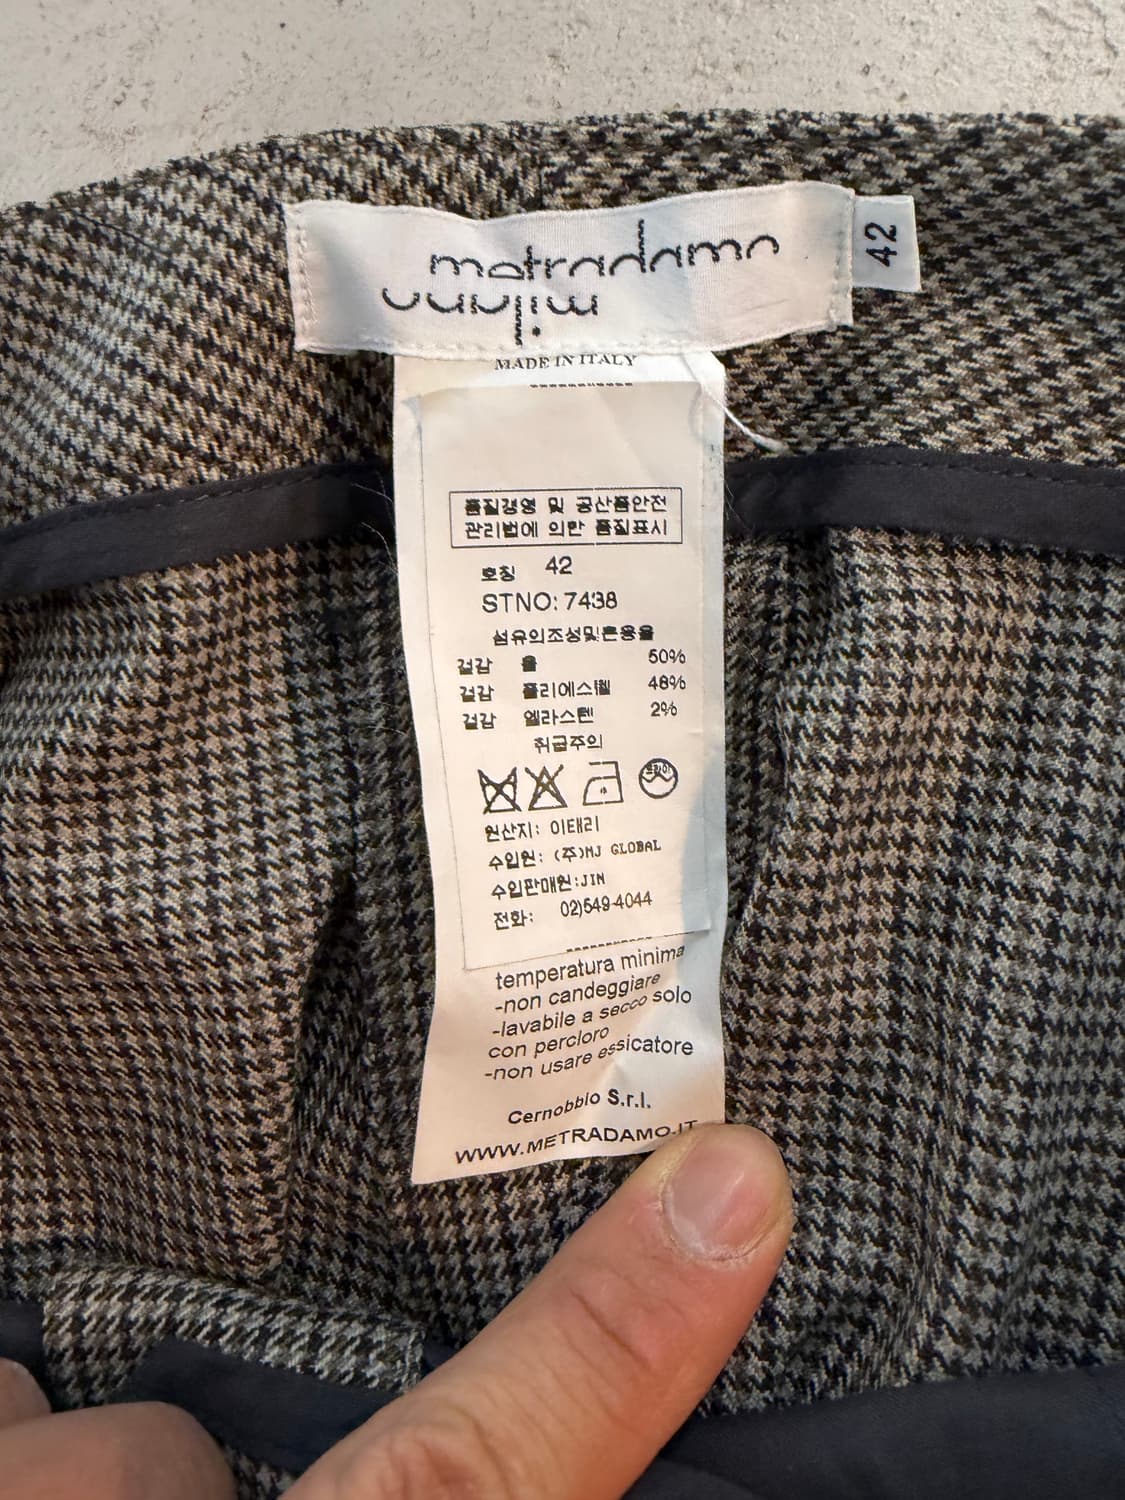 metradamo
milano
42
MADE IN ITALY
품질경영 및 공산품안전
관리법에 의한 품질표시
호칭 42
STNO: 7438
섬유의조성및혼용율
겉감 울 50%
겉감 폴리에스텔 48%
겉감 엘라스텐 2%
취급주의
드라이
원산지: 이태리
수입원: (주)MJ GLOBAL
수입판매원:JIN
전화: 02)549-4044
temperatura minima
-non candeggiare
-lavabile a secco solo
con percloro
-non usare essicatore
Cernobbio S.r.l.
WWW.METRADAMO.IT